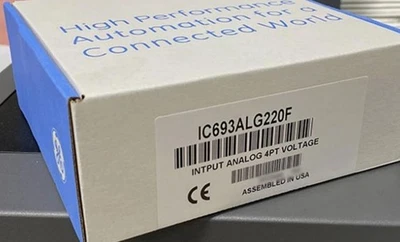 High Performance
Automation for a
Connected World
IC693ALG220F
INTPUT ANALOG 4PT VOLTAGE
CE
ASSEMBLED IN USA